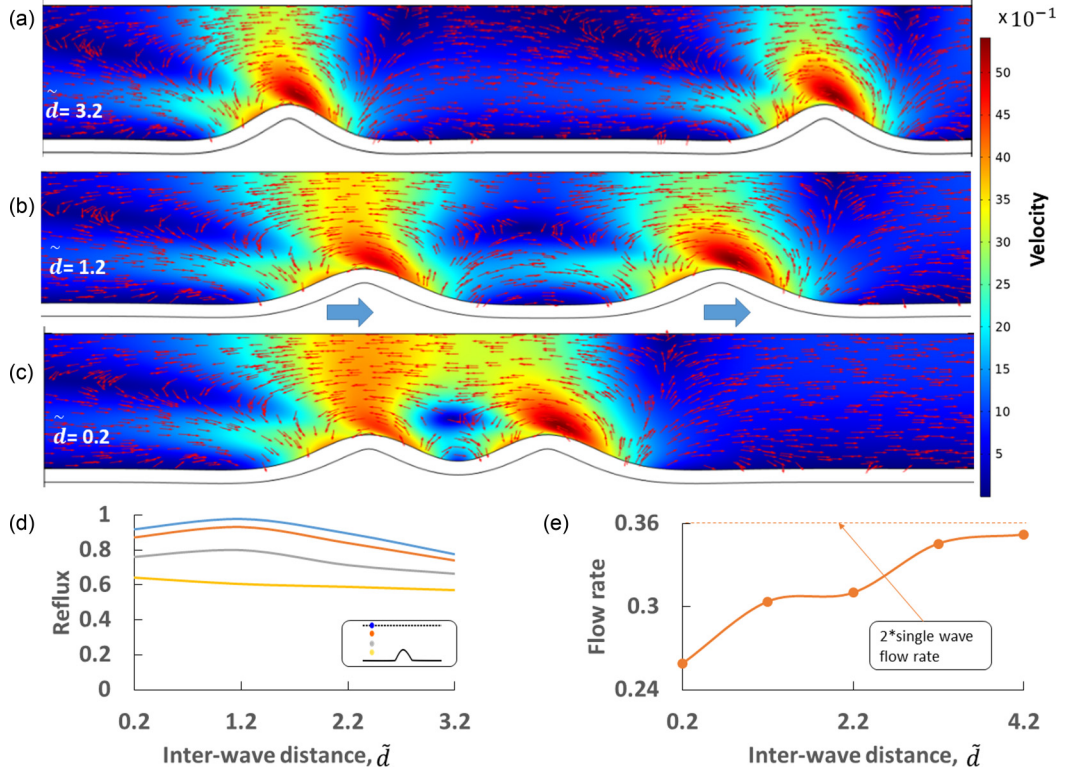 (a)
x10⁻¹
d̃= 3.2
50
45
40
35
30
25
20
15
10
5
Velocity
(b)
d̃= 1.2
(c)
d̃= 0.2
(d)
1
0.8
0.6
0.4
0.2
0
Reflux
0.2 1.2 2.2 3.2
Inter-wave distance, d̃
(e)
0.36
0.3
0.24
Flow rate
2*single wave
flow rate
0.2 2.2 4.2
Inter-wave distance, d̃